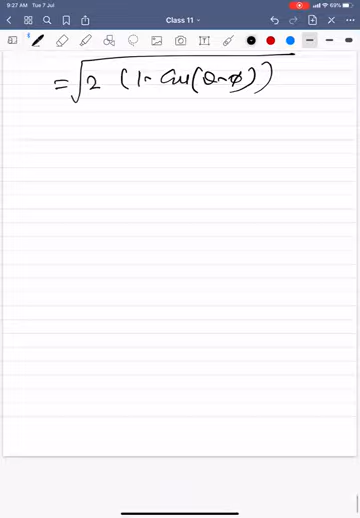 9:27 AM Tue 7 Jul
69%
Class 11
= √2 (1 - Cos(θ - φ))